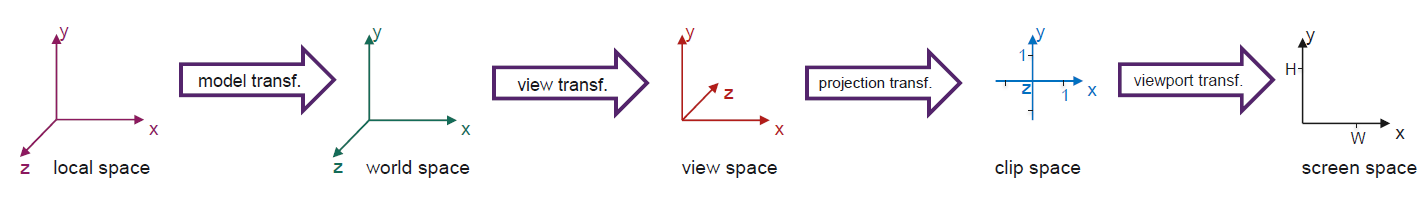 y
x
z
local space
model transf.
y
x
z
world space
view transf.
y
z
x
view space
projection transf.
y
1
z
1
x
clip space
viewport transf.
y
H
W
x
screen space